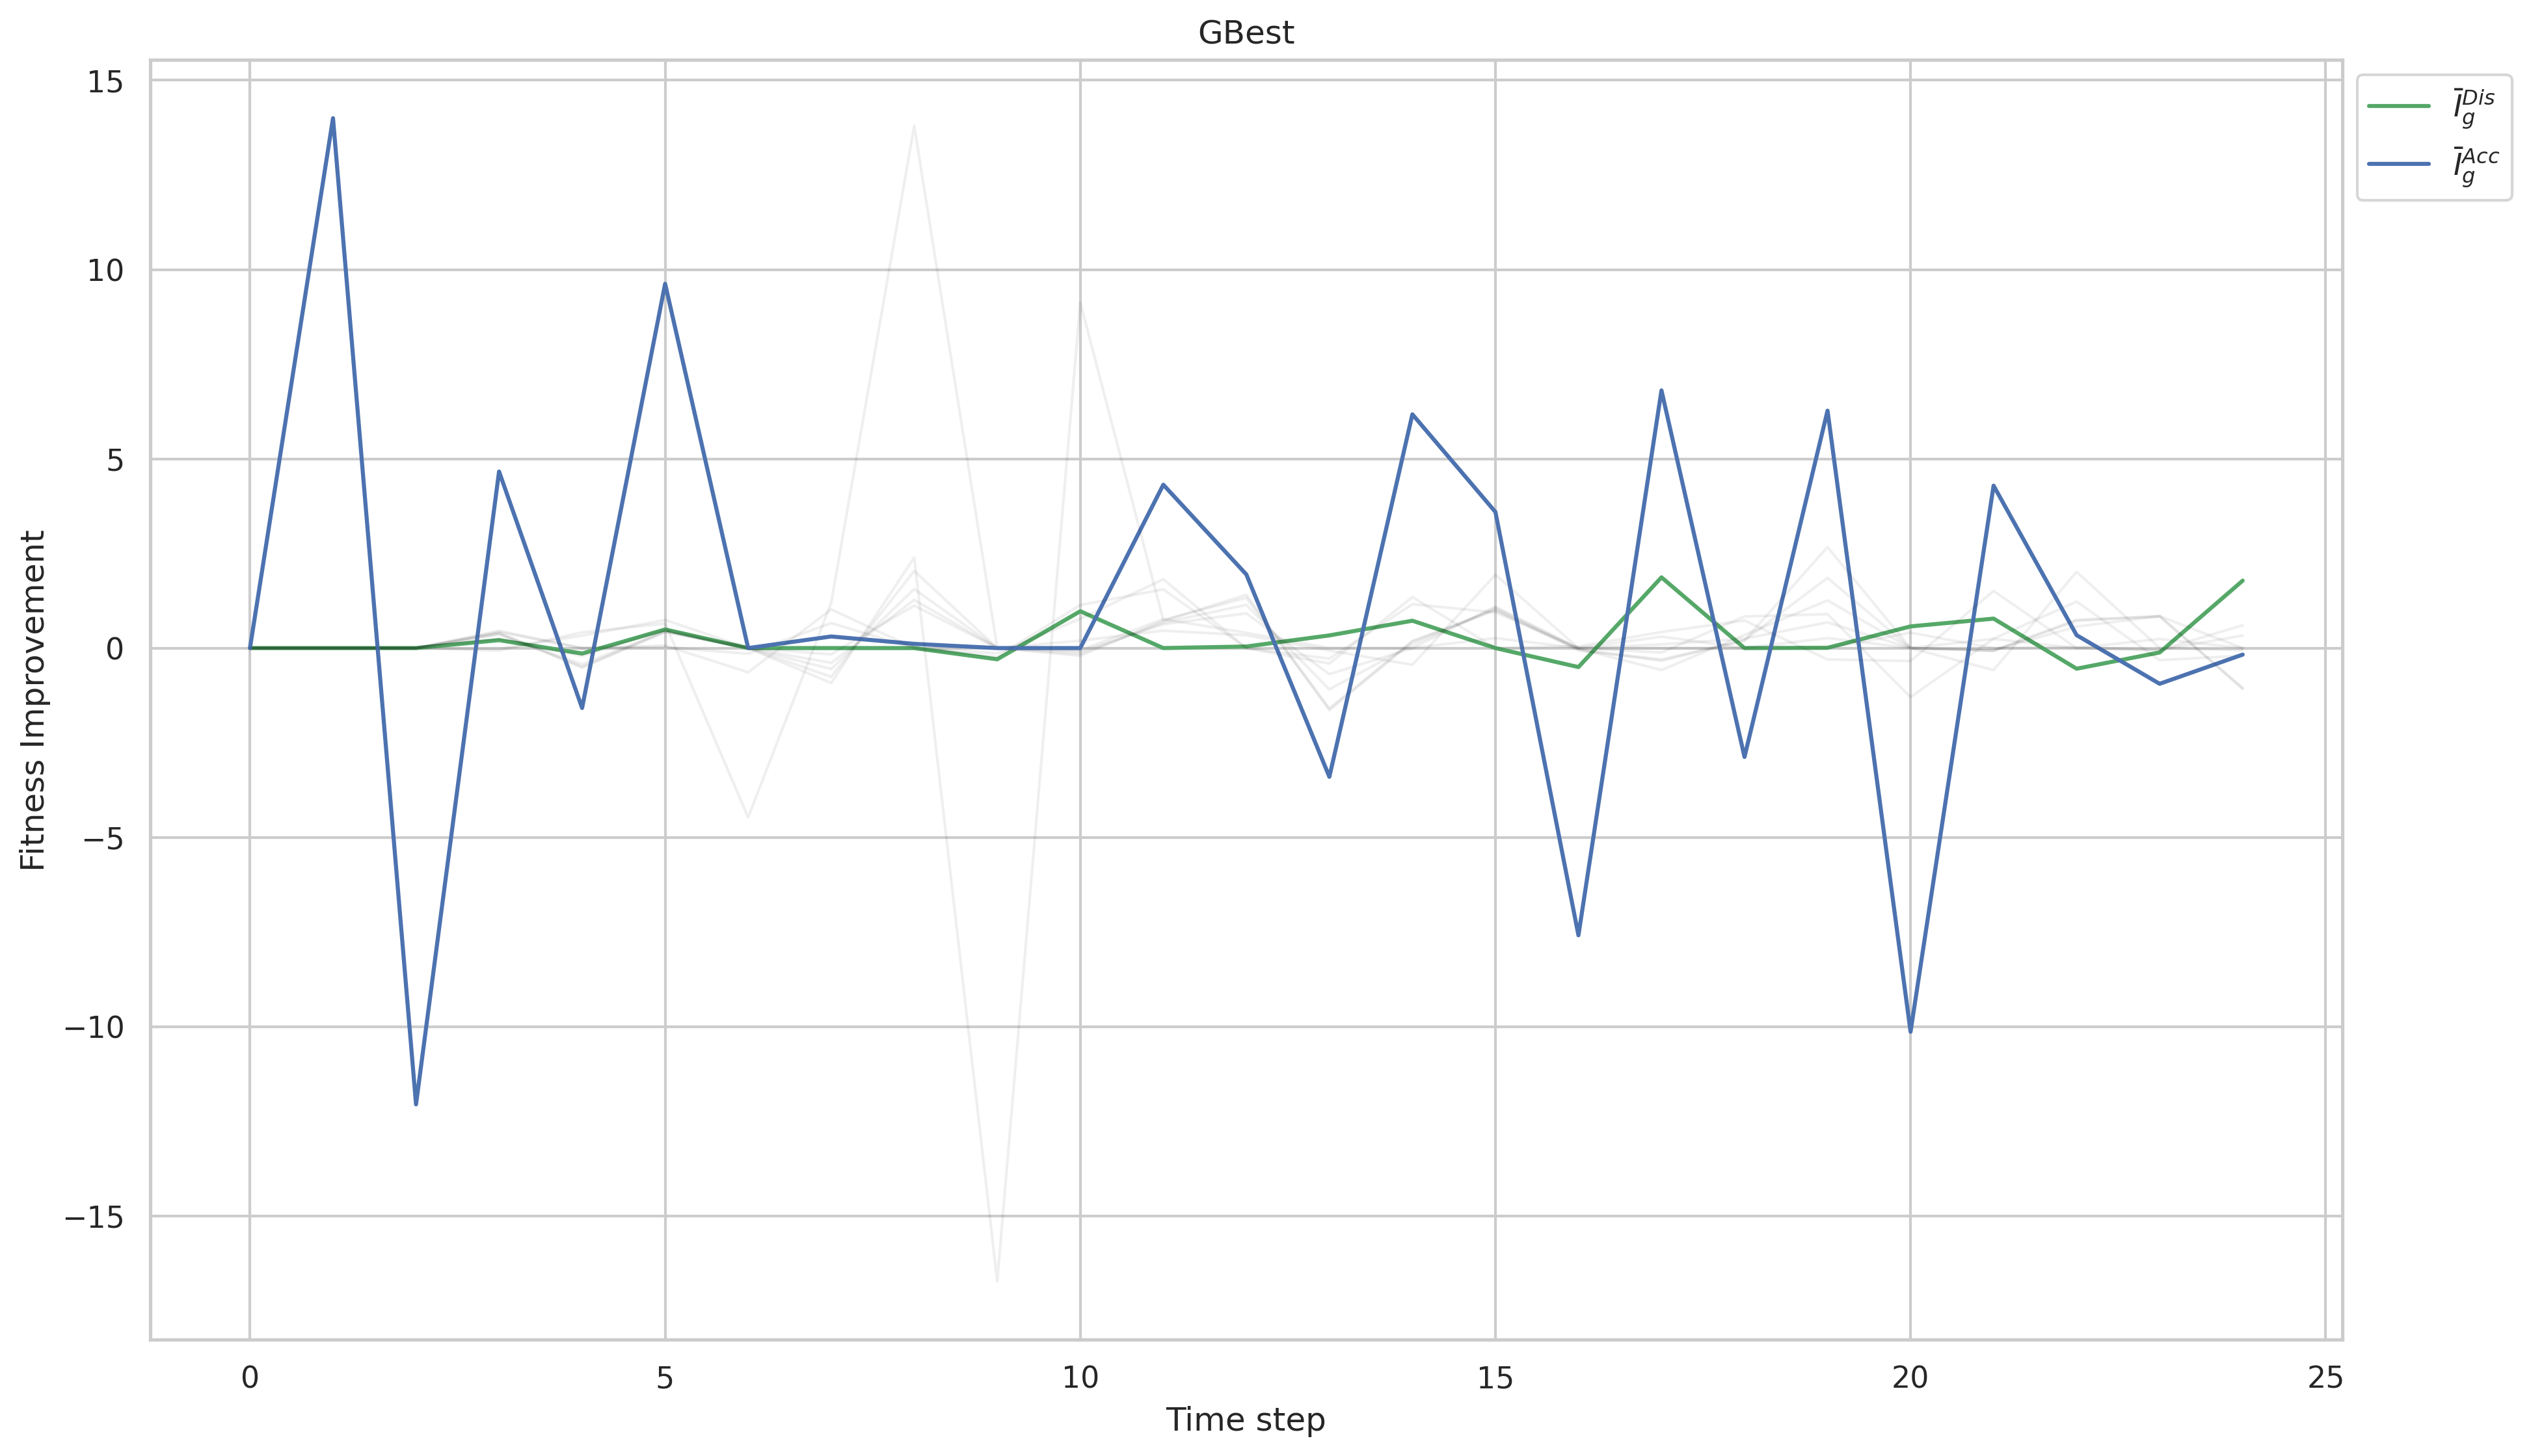 GBest
15
10
5
0
−5
−10
−15
Fitness Improvement
0 5 10 15 20 25
Time step
Ī_g^{Dis}
Ī_g^{Acc}